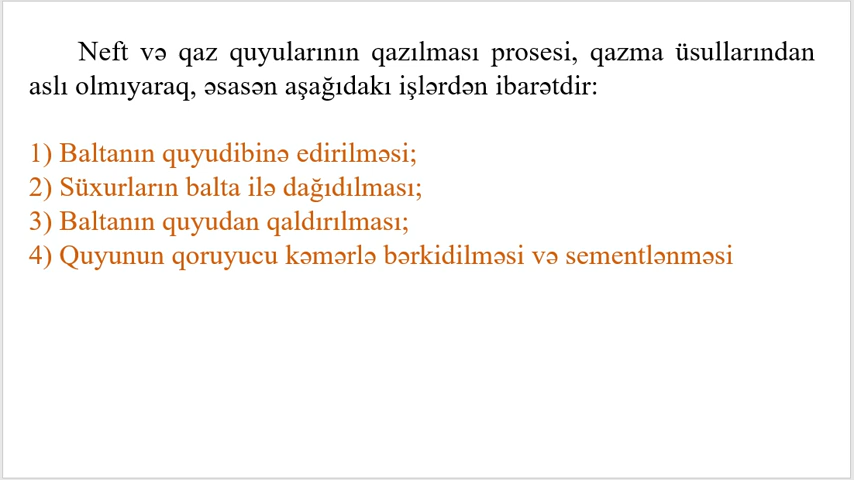 Neft və qaz quyularının qazılması prosesi, qazma üsullarından
aslı olmıyaraq, əsasən aşağıdakı işlərdən ibarətdir:
1) Baltanın quyudibinə edirilməsi;
2) Süxurların balta ilə dağıdılması;
3) Baltanın quyudan qaldırılması;
4) Quyunun qoruyucu kəmərlə bərkidilməsi və sementlənməsi